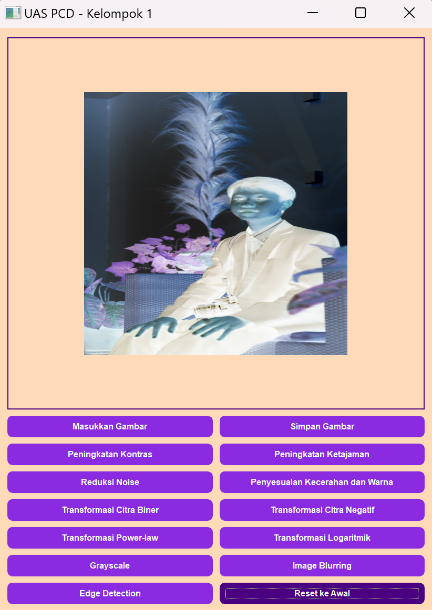 UAS PCD - Kelompok 1
Masukkan Gambar
Simpan Gambar
Peningkatan Kontras
Peningkatan Ketajaman
Reduksi Noise
Penyesuaian Kecerahan dan Warna
Transformasi Citra Biner
Transformasi Citra Negatif
Transformasi Power-law
Transformasi Logaritmik
Grayscale
Image Blurring
Edge Detection
Reset ke Awal